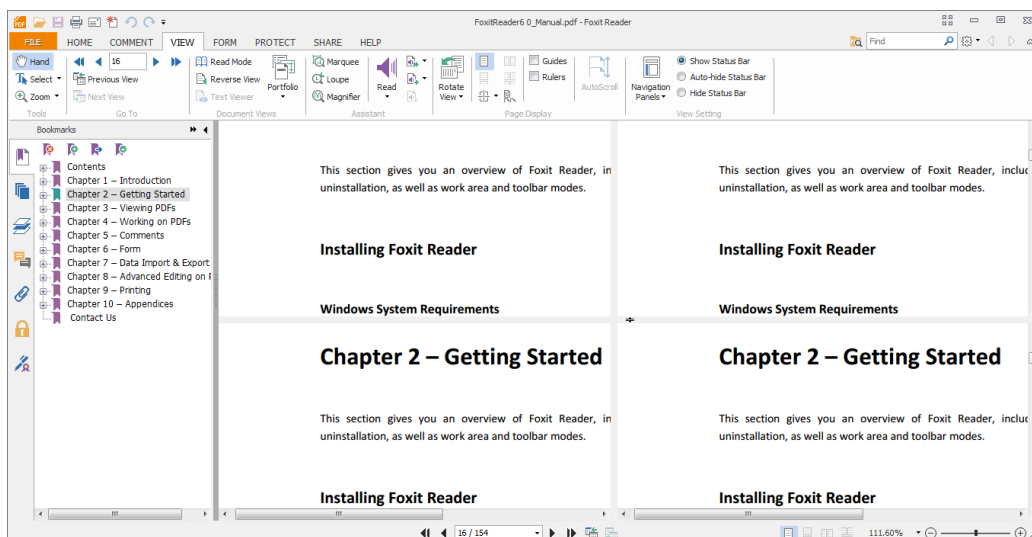 PDF
FoxitReader6 0_Manual.pdf - Foxit Reader
FILE HOME COMMENT VIEW FORM PROTECT SHARE HELP
Find
Hand
Select
Zoom
Tools
16
Previous View
Next View
Go To
Read Mode
Reverse View
Text Viewer
Portfolio
Document Views
Marquee
Loupe
Magnifier
Read
Assistant
Rotate
View
Guides
Rulers
AutoScroll
Page Display
Navigation
Panels
Show Status Bar
Auto-hide Status Bar
Hide Status Bar
View Setting
Bookmarks
Contents
Chapter 1 – Introduction
Chapter 2 – Getting Started
Chapter 3 – Viewing PDFs
Chapter 4 – Working on PDFs
Chapter 5 – Comments
Chapter 6 – Form
Chapter 7 – Data Import & Export
Chapter 8 – Advanced Editing on P
Chapter 9 – Printing
Chapter 10 – Appendices
Contact Us
This section gives you an overview of Foxit Reader, in
uninstallation, as well as work area and toolbar modes.
Installing Foxit Reader
Windows System Requirements
This section gives you an overview of Foxit Reader, includ
uninstallation, as well as work area and toolbar modes.
Installing Foxit Reader
Windows System Requirements
Chapter 2 – Getting Started
This section gives you an overview of Foxit Reader, in
uninstallation, as well as work area and toolbar modes.
Installing Foxit Reader
Chapter 2 – Getting Started
This section gives you an overview of Foxit Reader, includ
uninstallation, as well as work area and toolbar modes.
Installing Foxit Reader
16 / 154
111.60%